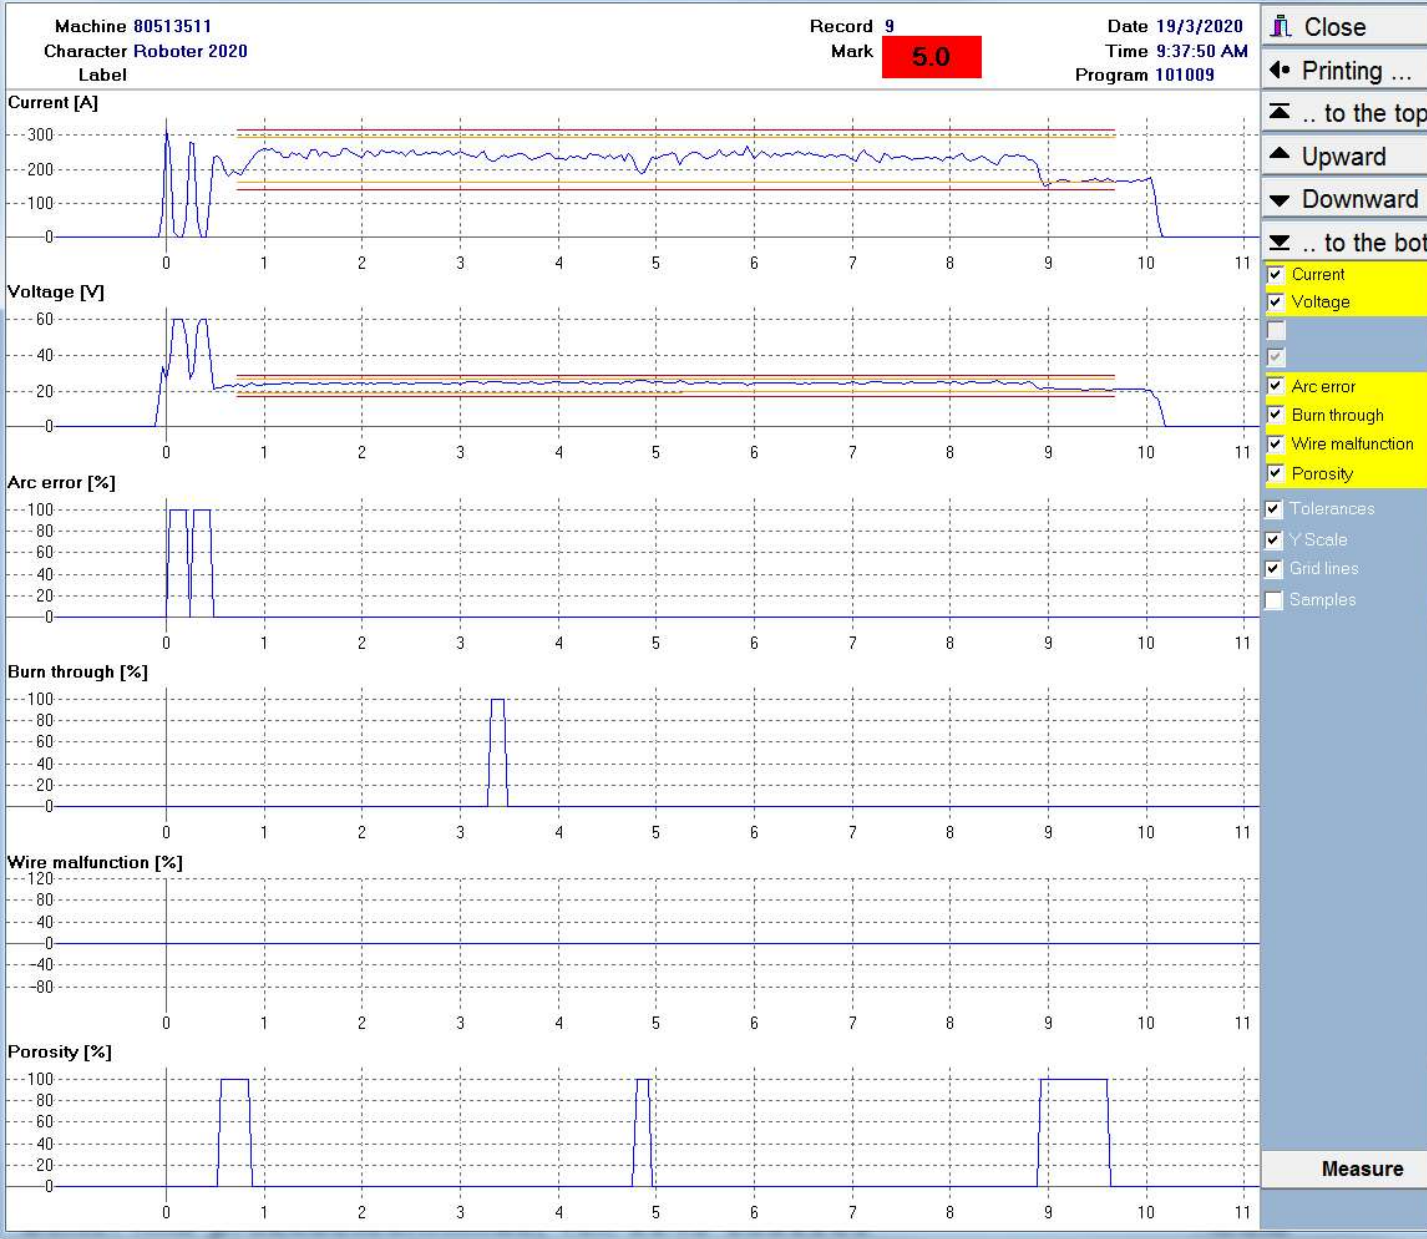 Machine 80513511 Record 9 Date 19/3/2020
Character Roboter 2020 Mark 5.0 Time 9:37:50 AM
Label Program 101009
Current [A]
300
200
100
0
0 1 2 3 4 5 6 7 8 9 10 11
Voltage [V]
60
40
20
0
0 1 2 3 4 5 6 7 8 9 10 11
Arc error [%]
100
80
60
40
20
0
0 1 2 3 4 5 6 7 8 9 10 11
Burn through [%]
100
80
60
40
20
0
0 1 2 3 4 5 6 7 8 9 10 11
Wire malfunction [%]
120
80
40
0
-40
-80
0 1 2 3 4 5 6 7 8 9 10 11
Porosity [%]
100
80
60
40
20
0
0 1 2 3 4 5 6 7 8 9 10 11
Close
Printing ...
.. to the top
Upward
Downward
.. to the bot
Current
Voltage
Arc error
Burn through
Wire malfunction
Porosity
Tolerances
Y Scale
Grid lines
Samples
Measure